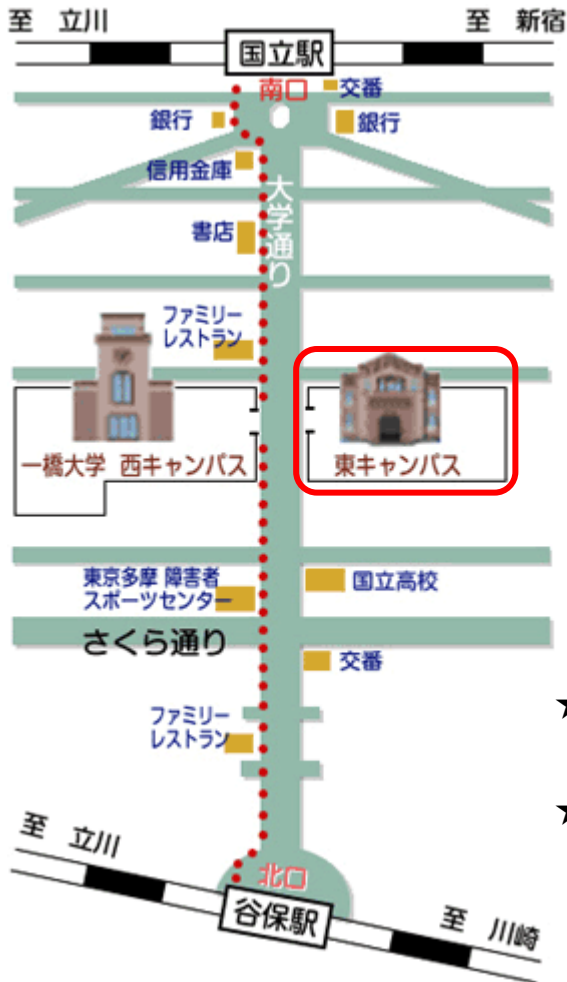 至 立川
至 新宿
国立駅
南口
交番
銀行
銀行
信用金庫
大学通り
書店
ファミリー
レストラン
一橋大学 西キャンパス
東キャンパス
東京多摩 障害者
スポーツセンター
国立高校
さくら通り
交番
ファミリー
レストラン
至 立川
北口
谷保駅
至 川崎